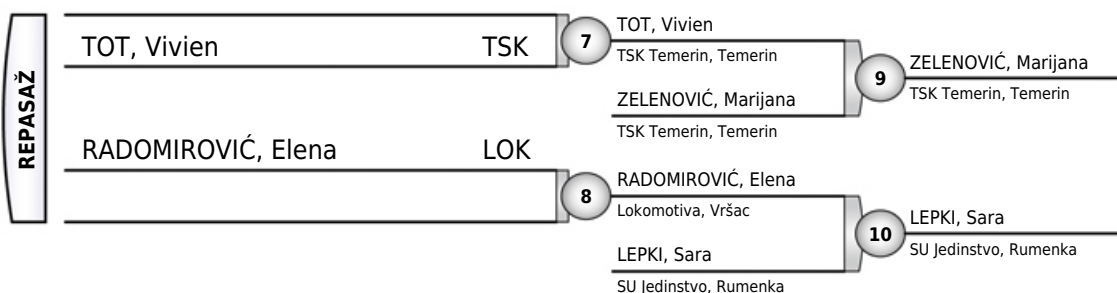 REPASAŽ
TOT, Vivien TSK
RADOMIROVIĆ, Elena LOK
7
TOT, Vivien
TSK Temerin, Temerin
ZELENOVIĆ, Marijana
TSK Temerin, Temerin
8
RADOMIROVIĆ, Elena
Lokomotiva, Vršac
LEPKI, Sara
SU Jedinstvo, Rumenka
9
ZELENOVIĆ, Marijana
TSK Temerin, Temerin
10
LEPKI, Sara
SU Jedinstvo, Rumenka